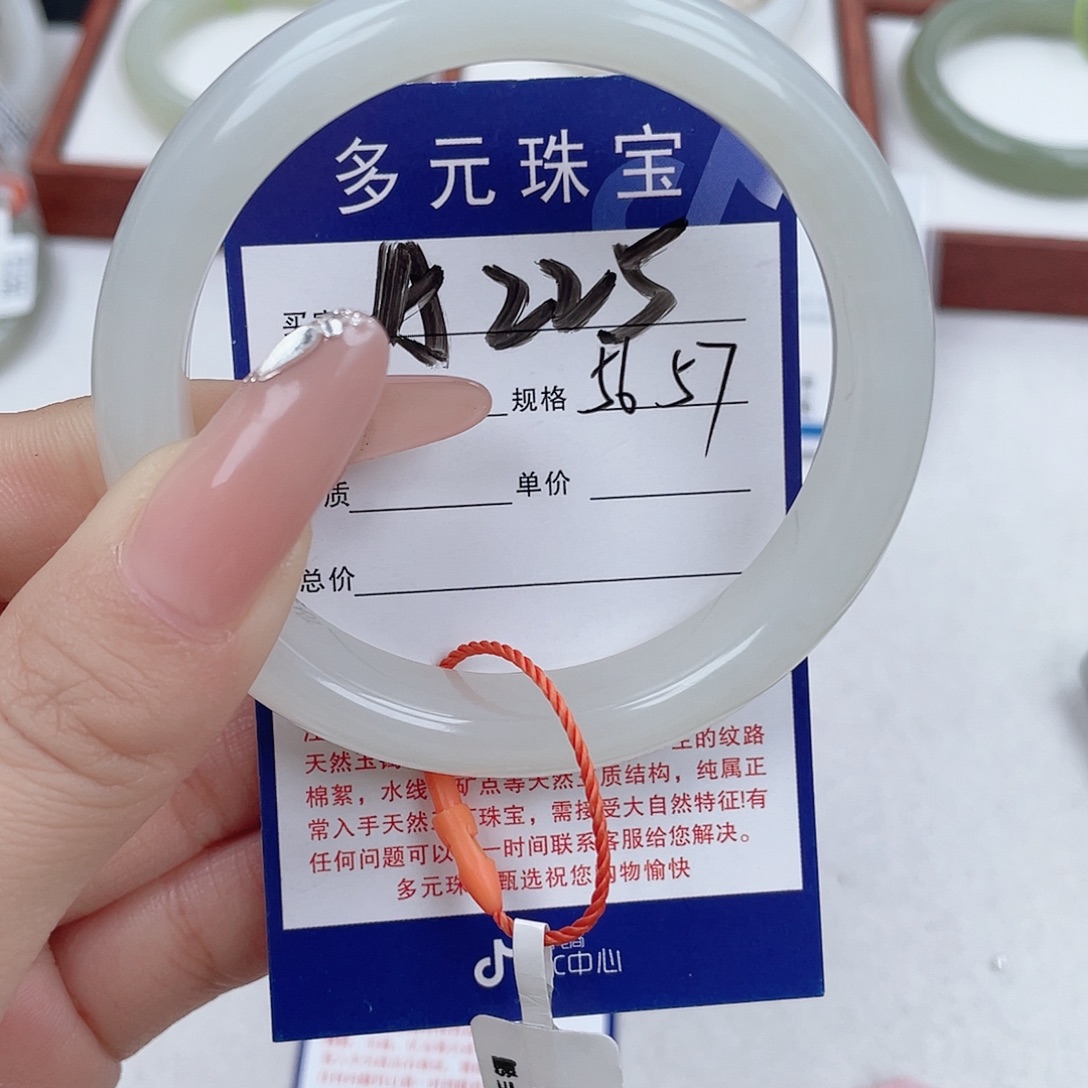 多元珠宝
225
规格 56.57
质 单价
总价
生的纹路
天然玉
棉絮，水线 矿点等天然 质结构，纯属正
常入手天然 珠宝，需接受大自然特征!有
任何问题可以 一时间联系客服给您解决。
多元珠 甄选祝您购物愉快
中心